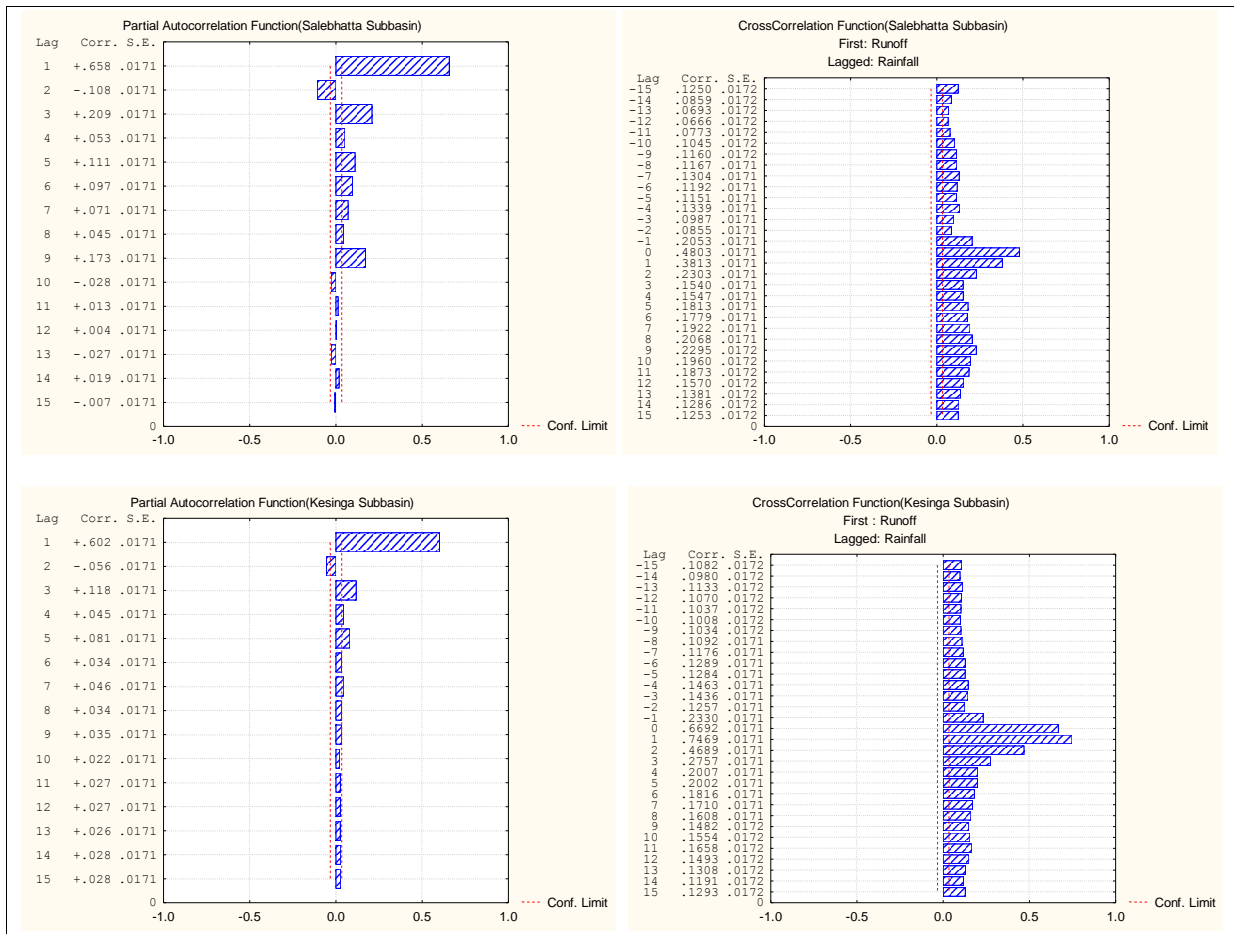 Partial Autocorrelation Function(Salebhatta Subbasin)
Lag Corr. S.E.
1 +.658 .0171
2 -.108 .0171
3 +.209 .0171
4 +.053 .0171
5 +.111 .0171
6 +.097 .0171
7 +.071 .0171
8 +.045 .0171
9 +.173 .0171
10 -.028 .0171
11 +.013 .0171
12 +.004 .0171
13 -.027 .0171
14 +.019 .0171
15 -.007 .0171
0
-1.0 -0.5 0.0 0.5 1.0
Conf. Limit
CrossCorrelation Function(Salebhatta Subbasin)
First: Runoff
Lagged: Rainfall
Lag Corr. S.E.
-15 .1250 .0172
-14 .0859 .0172
-13 .0693 .0172
-12 .0666 .0172
-11 .0773 .0172
-10 .1045 .0172
-9 .1160 .0172
-8 .1167 .0171
-7 .1304 .0171
-6 .1192 .0171
-5 .1151 .0171
-4 .1339 .0171
-3 .0987 .0171
-2 .0855 .0171
-1 .2053 .0171
0 .4803 .0171
1 .3813 .0171
2 .2303 .0171
3 .1540 .0171
4 .1547 .0171
5 .1813 .0171
6 .1779 .0171
7 .1922 .0171
8 .2068 .0171
9 .2295 .0172
10 .1960 .0172
11 .1873 .0172
12 .1570 .0172
13 .1381 .0172
14 .1286 .0172
15 .1253 .0172
0
-1.0 -0.5 0.0 0.5 1.0
Conf. Limit
Partial Autocorrelation Function(Kesinga Subbasin)
Lag Corr. S.E.
1 +.602 .0171
2 -.056 .0171
3 +.118 .0171
4 +.045 .0171
5 +.081 .0171
6 +.034 .0171
7 +.046 .0171
8 +.034 .0171
9 +.035 .0171
10 +.022 .0171
11 +.027 .0171
12 +.027 .0171
13 +.026 .0171
14 +.028 .0171
15 +.028 .0171
0
-1.0 -0.5 0.0 0.5 1.0
Conf. Limit
CrossCorrelation Function(Kesinga Subbasin)
First : Runoff
Lagged: Rainfall
Lag Corr. S.E.
-15 .1082 .0172
-14 .0980 .0172
-13 .1133 .0172
-12 .1070 .0172
-11 .1037 .0172
-10 .1008 .0172
-9 .1034 .0172
-8 .1092 .0171
-7 .1176 .0171
-6 .1289 .0171
-5 .1284 .0171
-4 .1463 .0171
-3 .1436 .0171
-2 .1257 .0171
-1 .2330 .0171
0 .6692 .0171
1 .7469 .0171
2 .4689 .0171
3 .2757 .0171
4 .2007 .0171
5 .2002 .0171
6 .1816 .0171
7 .1710 .0171
8 .1608 .0171
9 .1482 .0172
10 .1554 .0172
11 .1658 .0172
12 .1493 .0172
13 .1308 .0172
14 .1191 .0172
15 .1293 .0172
0
-1.0 -0.5 0.0 0.5 1.0
Conf. Limit